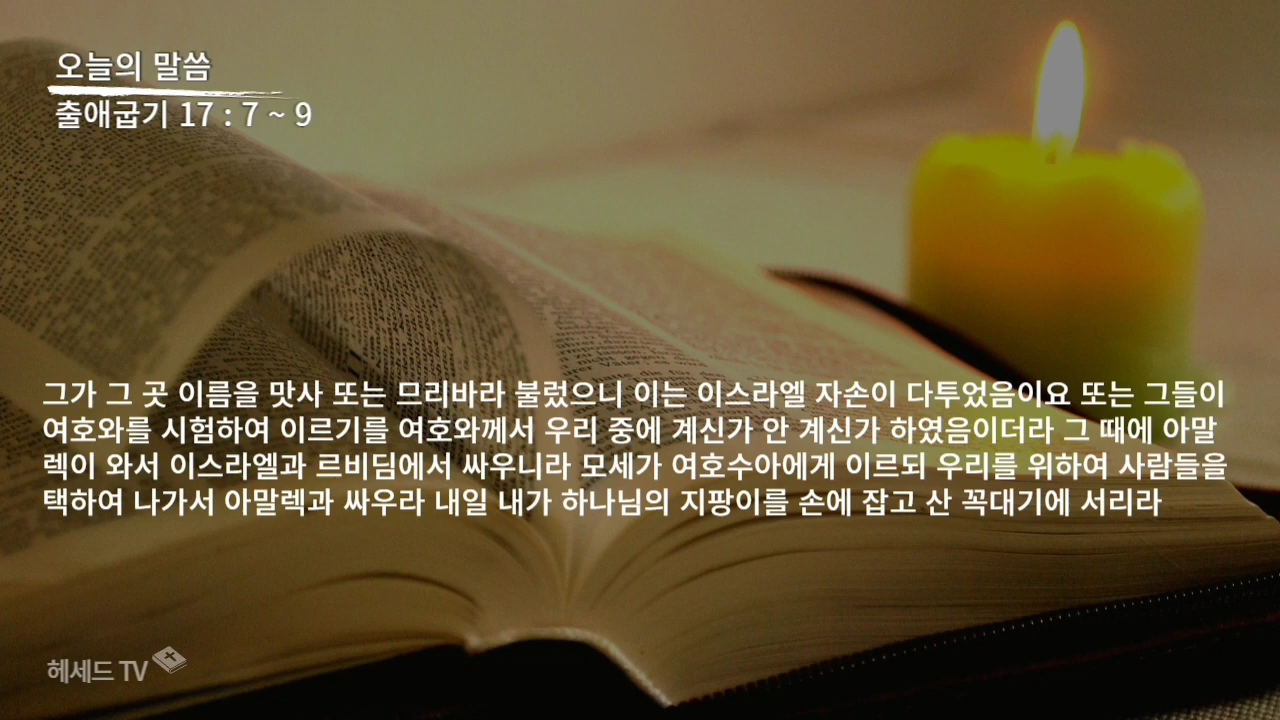 오늘의 말씀
출애굽기 17 : 7 ~ 9
그가 그 곳 이름을 맛사 또는 므리바라 불렀으니 이는 이스라엘 자손이 다투었음이요 또는 그들이
여호와를 시험하여 이르기를 여호와께서 우리 중에 계신가 안 계신가 하였음이더라 그 때에 아말
렉이 와서 이스라엘과 르비딤에서 싸우니라 모세가 여호수아에게 이르되 우리를 위하여 사람들을
택하여 나가서 아말렉과 싸우라 내일 내가 하나님의 지팡이를 손에 잡고 산 꼭대기에 서리라
헤세드 TV